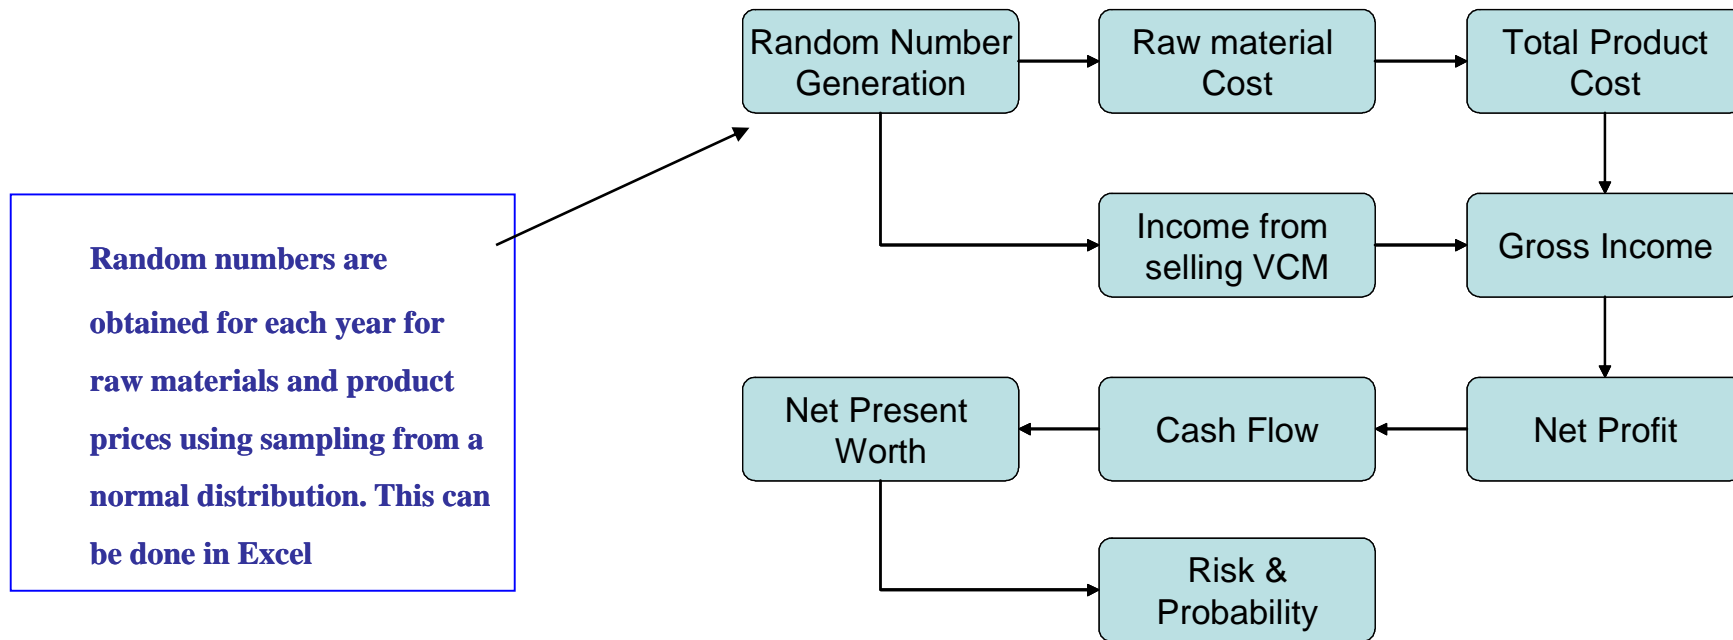 Random Number
Generation
Raw material
Cost
Total Product
Cost
Income from
selling VCM
Gross Income
Random numbers are
obtained for each year for
raw materials and product
prices using sampling from a
normal distribution. This can
be done in Excel
Net Present
Worth
Cash Flow
Net Profit
Risk &
Probability